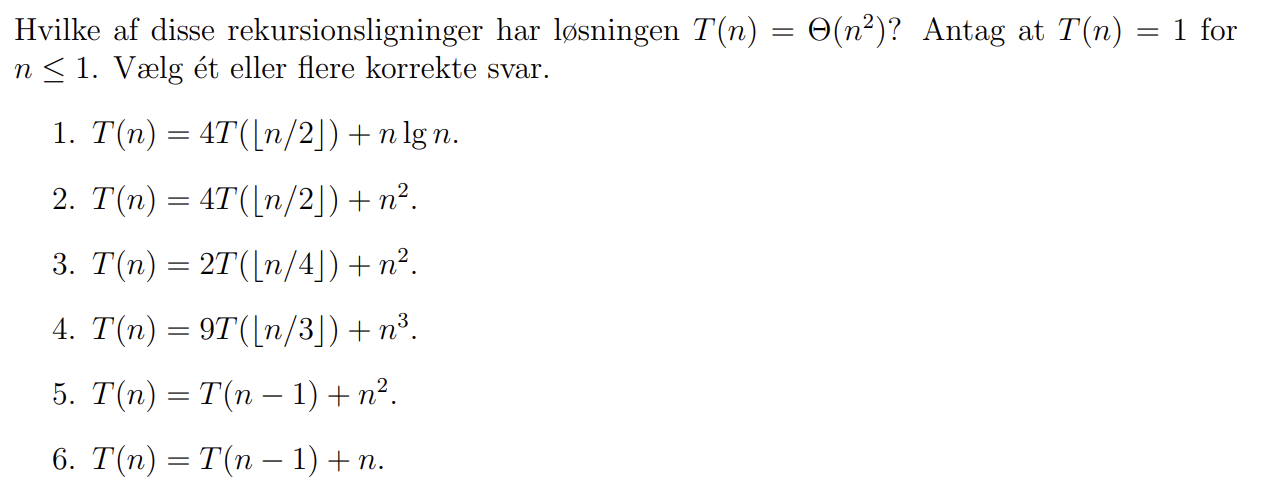 Hvilke af disse rekursionsligninger har løsningen T(n) = Θ(n²)? Antag at T(n) = 1 for
n ≤ 1. Vælg ét eller flere korrekte svar.
1. T(n) = 4T(⌊n/2⌋) + n lg n.
2. T(n) = 4T(⌊n/2⌋) + n².
3. T(n) = 2T(⌊n/4⌋) + n².
4. T(n) = 9T(⌊n/3⌋) + n³.
5. T(n) = T(n − 1) + n².
6. T(n) = T(n − 1) + n.